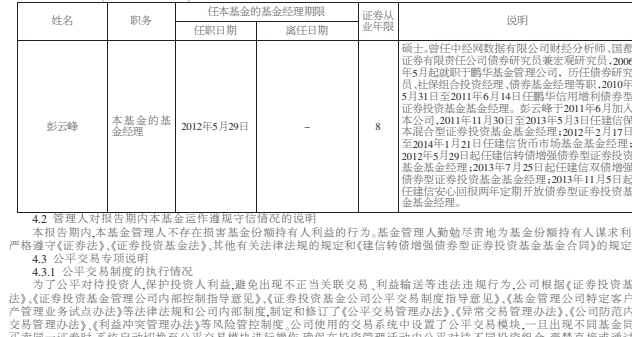 姓名 职务 任本基金的基金经理期限 证券从业年限 说明
任职日期 离任日期
彭云峰 本基金的基金经理 2012年5月29日 – 8
硕士。曾任中经网数据有限公司财经分析师、国都
证券有限责任公司债券研究员兼宏观研究员,2006
年5月起就职于鹏华基金管理公司，历任债券研究
员、社保组合投资经理、债券基金经理等职,2010年
5月31日至2011年6月14日任鹏华信用增利债券型
证券投资基金基金经理。彭云峰于2011年6月加入
本公司,2011年11月30日至2013年5月3日任建信保
本混合型证券投资基金基金经理;2012年2月17日
至2014年1月21日任建信货币市场基金基金经理;
2012年5月29日起任建信转债增强债券型证券投资
基金基金经理;2013年7月25日起任建信双债增强
债券型证券投资基金基金经理;2013年11月5日起
任建信安心回报两年定期开放债券型证券投资基
金基金经理。
4.2 管理人对报告期内本基金运作遵规守信情况的说明
本报告期内,本基金管理人不存在损害基金份额持有人利益的行为。基金管理人勤勉尽责地为基金份额持有人谋求利
严格遵守《证券法》、《证券投资基金法》、其他有关法律法规的规定和《建信转债增强债券型证券投资基金基金合同》的规定
4.3 公平交易专项说明
4.3.1 公平交易制度的执行情况
为了公平对待投资人,保护投资人利益,避免出现不正当关联交易、利益输送等违法违规行为,公司根据《证券投资基
法》、《证券投资基金管理公司内部控制指导意见》、《证券投资基金公司公平交易制度指导意见》、《基金管理公司特定客户
产管理业务试点办法》等法律法规和公司内部制度,制定和修订了《公平交易管理办法》、《异常交易管理办法》、《公司防范内
交易管理办法》、《利益冲突管理办法》等风险管控制度。公司使用的交易系统中设置了公平交易模块,一旦出现不同基金同